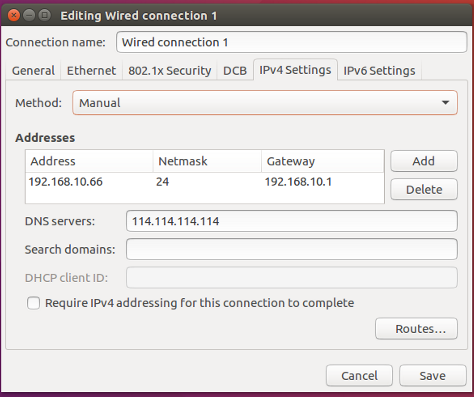 Editing Wired connection 1
Connection name: Wired connection 1
General Ethernet 802.1x Security DCB IPv4 Settings IPv6 Settings
Method: Manual
Addresses
Address Netmask Gateway Add
192.168.10.66 24 192.168.10.1
Delete
DNS servers: 114.114.114.114
Search domains:
DHCP client ID:
Require IPv4 addressing for this connection to complete
Routes...
Cancel Save